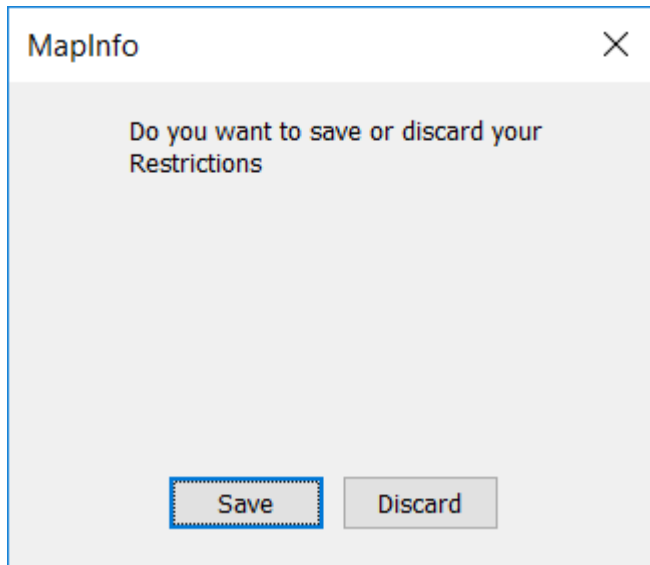 MapInfo
Do you want to save or discard your
Restrictions
Save
Discard